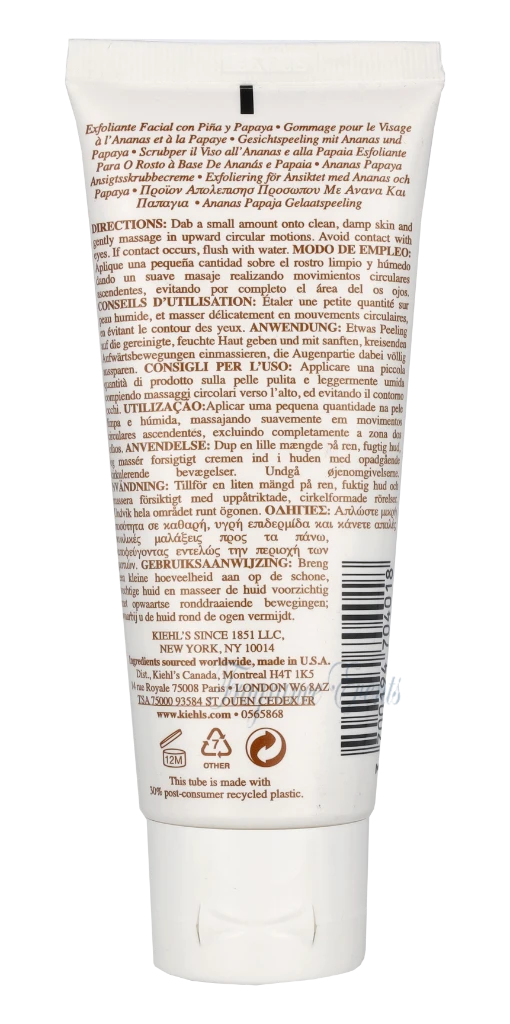 Exfoliante Facial con Piña y Papaya • Gommage pour le Visage
à l'Ananas et à la Papaye • Gesichtspeeling mit Ananas und
Papaya • Scrubper il Viso all'Ananas e alla Papaia Esfoliante
Para O Rosto à Base De Ananás e Papaia • Ananas Papaya
Ansigtsskrubbecreme • Exfoliering för Ansiktet med Ananas och
Papaya • Προϊον Απολεπισησ Προσωπου Με Ανανα Και
Παπαγια • Ananas Papaja Gelaatspeeling
DIRECTIONS: Dab a small amount onto clean, damp skin and
gently massage in upward circular motions. Avoid contact with
eyes. If contact occurs, flush with water. MODO DE EMPLEO:
Aplique una pequeña cantidad sobre el rostro limpio y húmedo
dando un suave masaje realizando movimientos circulares
ascendentes, evitando por completo el área del os ojos.
CONSEILS D'UTILISATION: Étaler une petite quantité sur
peau humide, et masser délicatement en mouvements circulaires,
en évitant le contour des yeux. ANWENDUNG: Etwas Peeling
auf die gereinigte, feuchte Haut geben und mit sanften, kreisenden
Aufwärtsbewegungen einmassieren, die Augenpartie dabei völlig
aussparen. CONSIGLI PER L'USO: Applicare una piccola
quantità di prodotto sulla pelle pulita e leggermente umida
compiendo massaggi circolari verso l'alto, ed evitando il contorno
occhi. UTILIZAÇAO:Aplicar uma pequena quantidade na pele
limpa e húmida, massajando suavemente em movimentos
circulares ascendentes, excluindo completamente a zona dos
olhos. ANVENDELSE: Dup en lille mængde på ren, fugtig hud.
og massér forsigtigt cremen ind i huden med opadgående
cirkulerende bevægelser. Undgå øjenomgivelserne.
ANVÄNDNING: Tillför en liten mängd på ren, fuktig hud och
massera försiktigt med uppåtriktade, cirkelformade rörelser.
Undvik hela området runt ögonen. ΟΔΗΓΙΕΣ: Απλώστε μικρή
ποσότητα σε καθαρή, υγρή επιδερμίδα και κάνετε απαλές
κυκλικές μαλάξεις προς τα πάνω,
αποφεύγοντας εντελώς την περιοχή των
ματιών. GEBRUIKSAANWIJZING: Breng
een kleine hoeveelheid aan op de schone,
vochtige huid en masseer de huid voorzichtig
met opwaartse ronddraaiende bewegingen;
waarbij u de huid rond de ogen vermijdt.
KIEHL'S SINCE 1851 LLC,
NEW YORK, NY 10014
Ingredients sourced worldwide, made in U.S.A.
Dist., Kiehl's Canada, Montreal H4T 1K5
14 rue Royale 75008 Paris • LONDON W6 8AZ
TSA 75000 93584 ST OUEN CEDEX FR
www.kiehls.com • 0565868
12M
7
OTHER
This tube is made with
30% post-consumer recycled plastic.